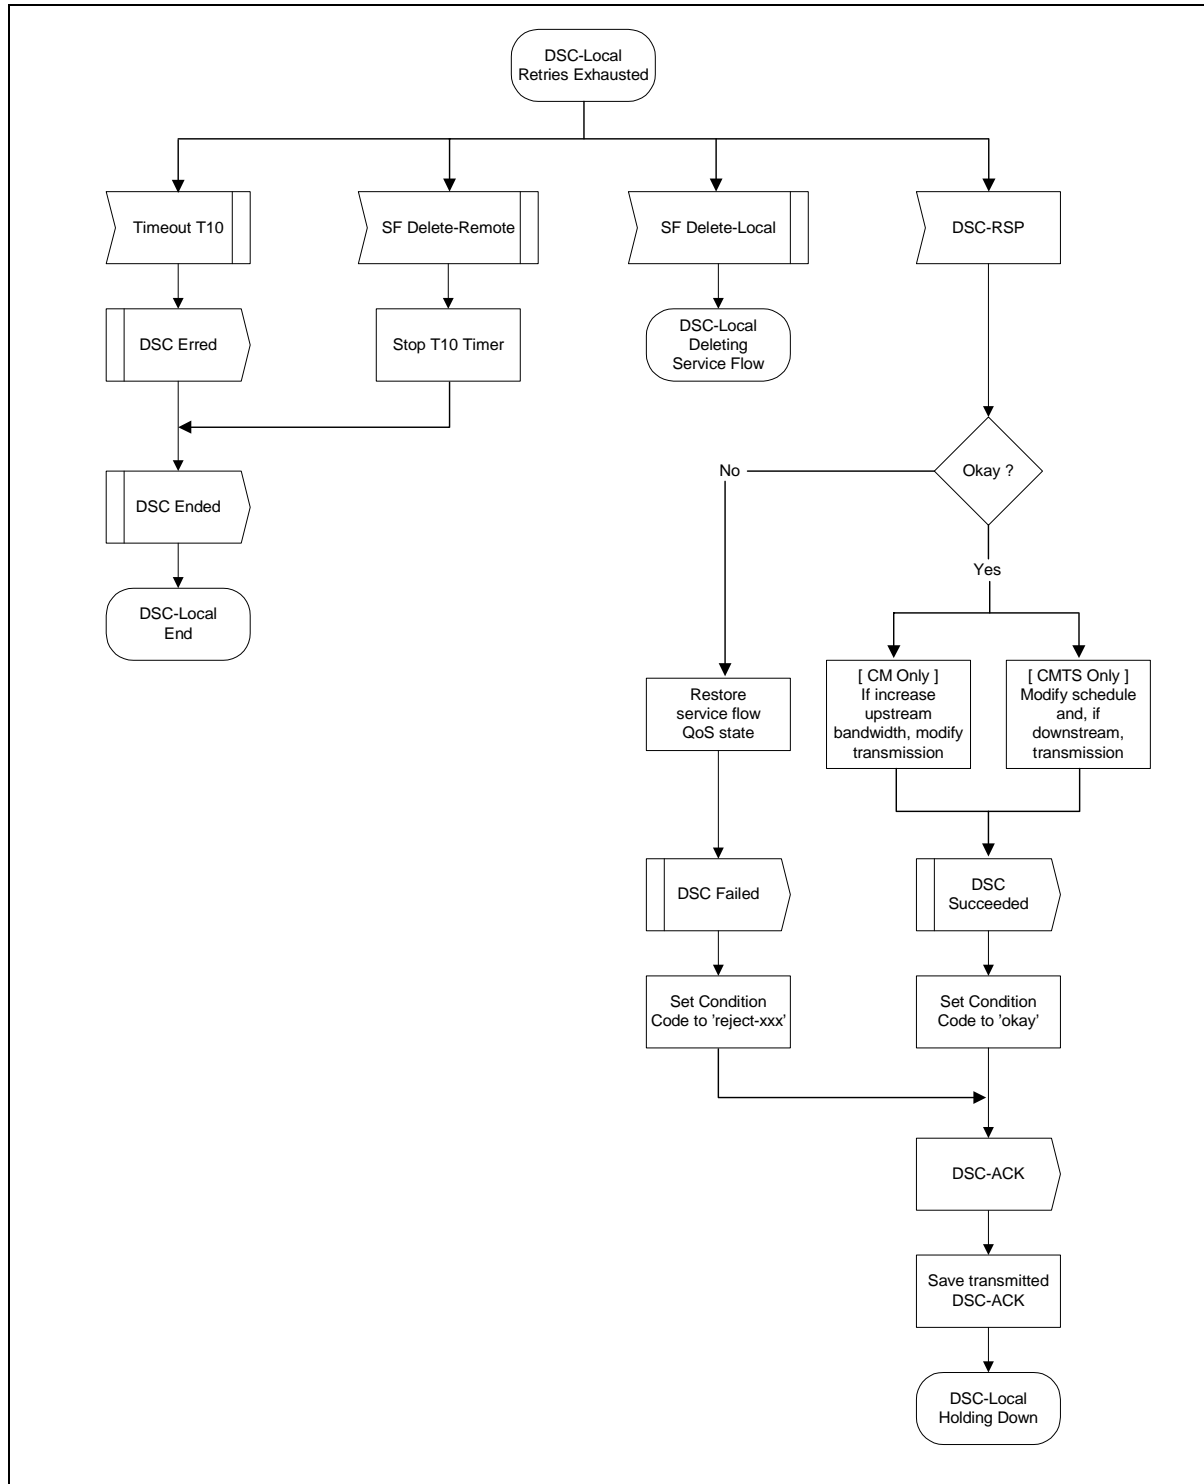 DSC-Local
Retries Exhausted
Timeout T10
SF Delete-Remote
SF Delete-Local
DSC-RSP
DSC Erred
Stop T10 Timer
DSC-Local
Deleting
Service Flow
No
Okay ?
DSC Ended
Yes
DSC-Local
End
[ CM Only ]
If increase
upstream
bandwidth, modify
transmission
[ CMTS Only ]
Modify schedule
and, if
downstream,
transmission
Restore
service flow
QoS state
DSC Failed
DSC
Succeeded
Set Condition
Code to ’reject-xxx’
Set Condition
Code to ’okay’
DSC-ACK
Save transmitted
DSC-ACK
DSC-Local
Holding Down